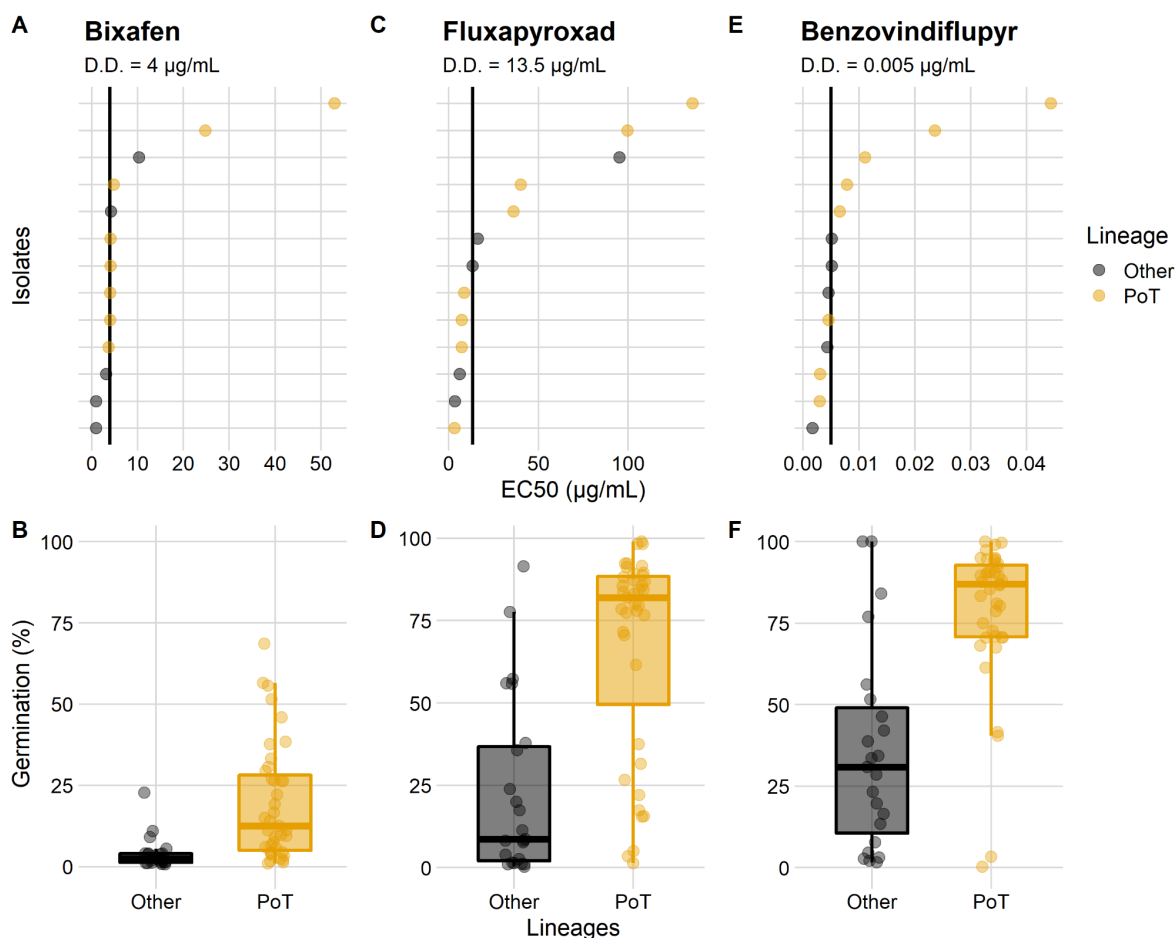 A Bixafen
D.D. = 4 µg/mL
C Fluxapyroxad
D.D. = 13.5 µg/mL
E Benzovindiflupyr
D.D. = 0.005 µg/mL
Isolates
Lineage
Other
PoT
0 10 20 30 40 50
0 50 100
0.00 0.01 0.02 0.03 0.04
EC50 (µg/mL)
B
D
F
Germination (%)
100
75
50
25
0
100
75
50
25
0
100
75
50
25
0
Other PoT
Other PoT
Other PoT
Lineages